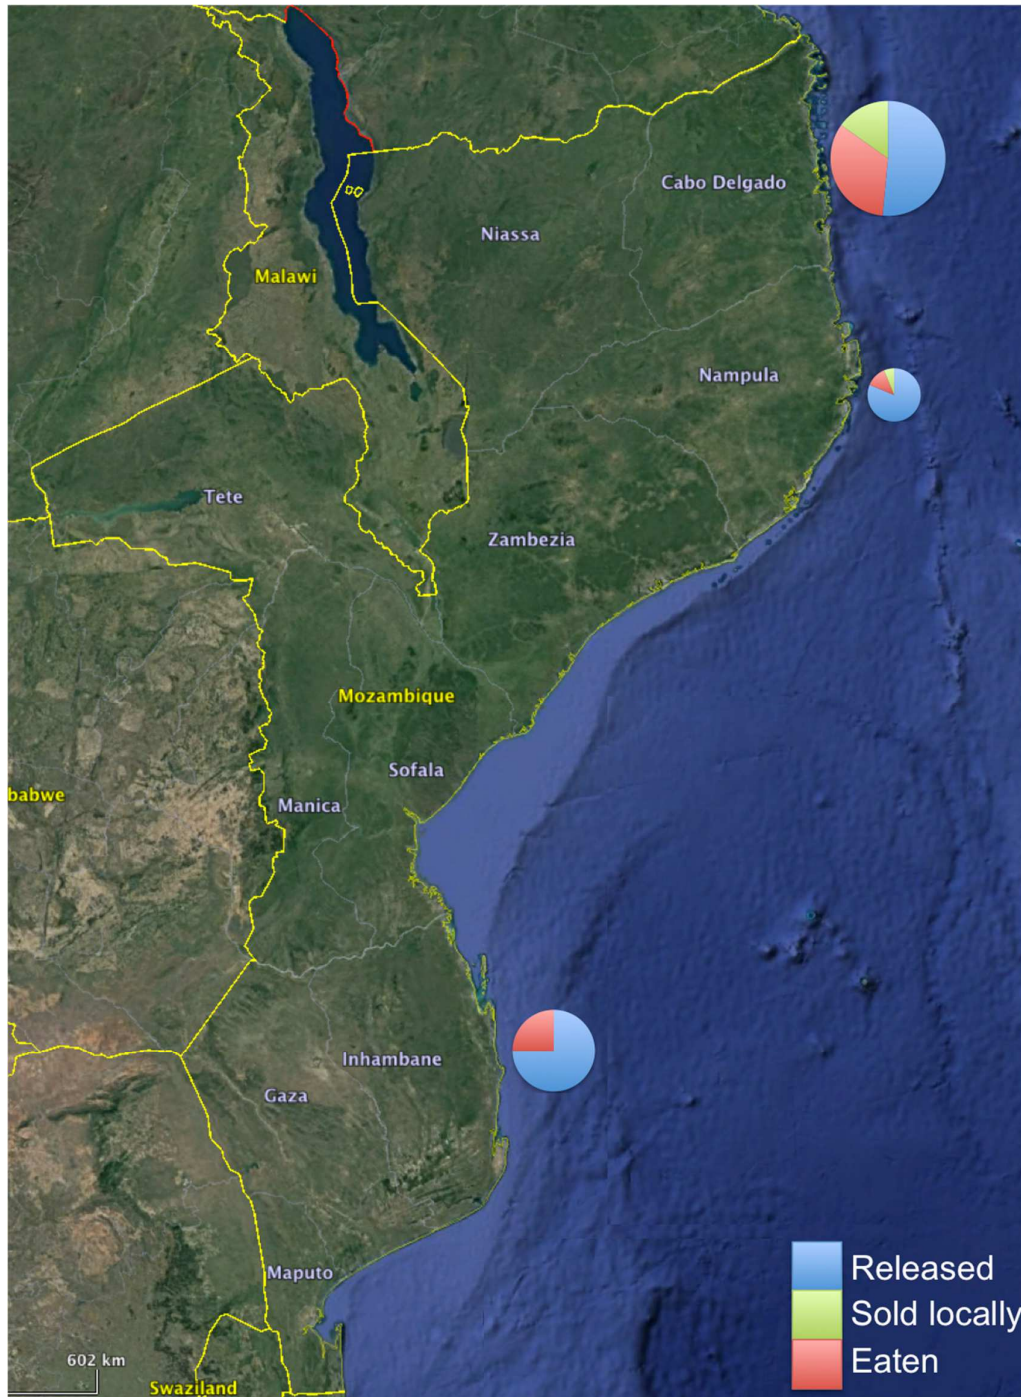 Cabo Delgado
Niassa
Malawi
Nampula
Tete
Zambezia
Mozambique
Sofala
Manica
babwe
Inhambane
Gaza
Maputo
602 km
Swaziland
Released
Sold locally
Eaten